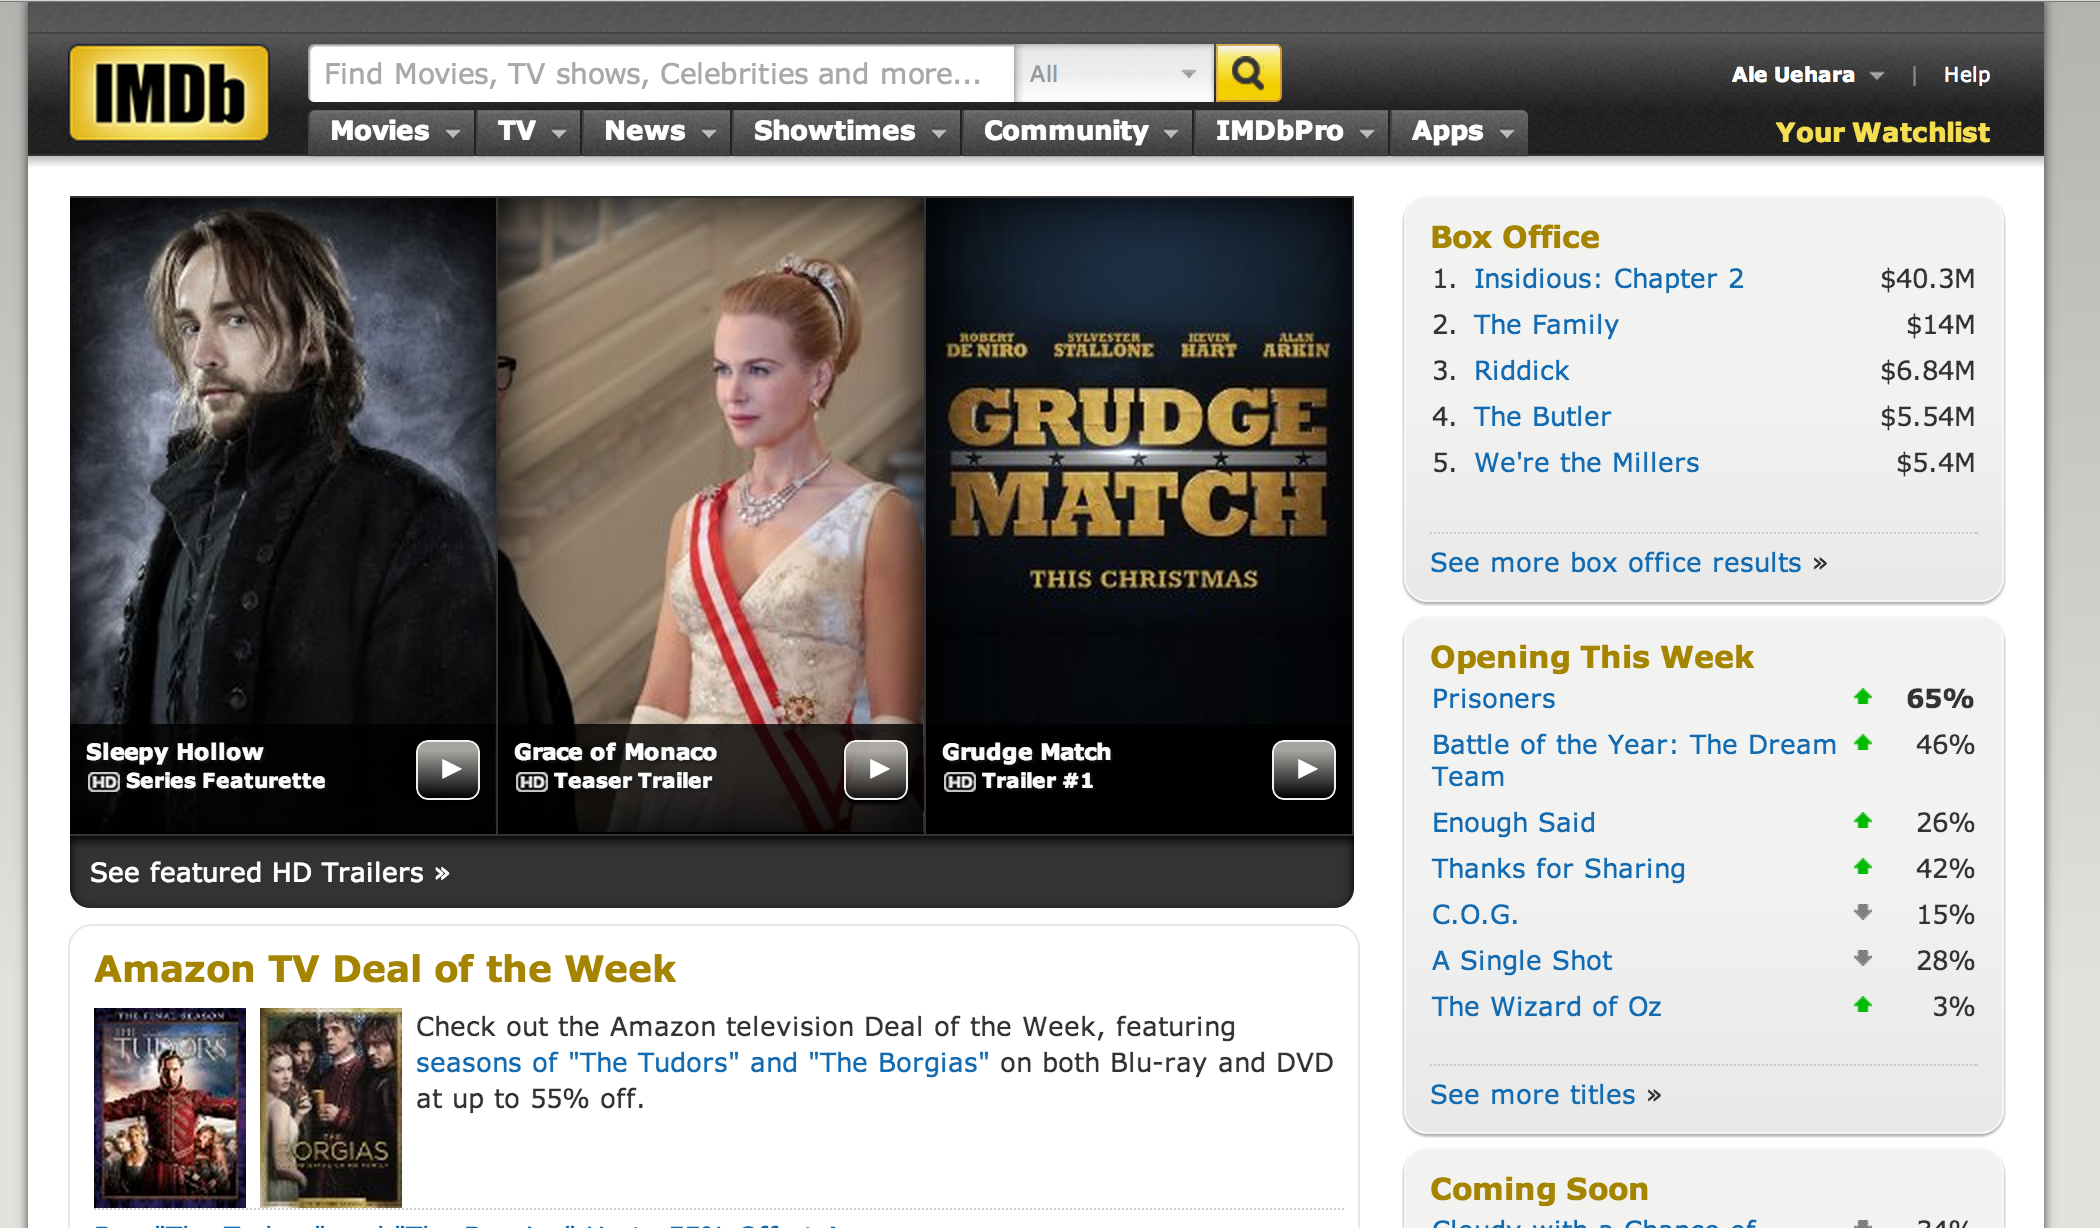 IMDb
Find Movies, TV shows, Celebrities and more...
All
Ale Uehara | Help
Movies TV News Showtimes Community IMDbPro Apps
Your Watchlist
ROBERT DE NIRO SYLVESTER STALLONE KEVIN HART ALAN ARKIN
GRUDGE
MATCH
THIS CHRISTMAS
Sleepy Hollow
HD Series Featurette
Grace of Monaco
HD Teaser Trailer
Grudge Match
HD Trailer #1
See featured HD Trailers »
Amazon TV Deal of the Week
THE FINAL SEASON
THE
TUDORS
THE
BORGIAS
Check out the Amazon television Deal of the Week, featuring
seasons of "The Tudors" and "The Borgias" on both Blu-ray and DVD
at up to 55% off.
Box Office
1. Insidious: Chapter 2 $40.3M
2. The Family $14M
3. Riddick $6.84M
4. The Butler $5.54M
5. We're the Millers $5.4M
See more box office results »
Opening This Week
Prisoners 65%
Battle of the Year: The Dream 46%
Team
Enough Said 26%
Thanks for Sharing 42%
C.O.G. 15%
A Single Shot 28%
The Wizard of Oz 3%
See more titles »
Coming Soon
Cloudy with a Chance of 34%